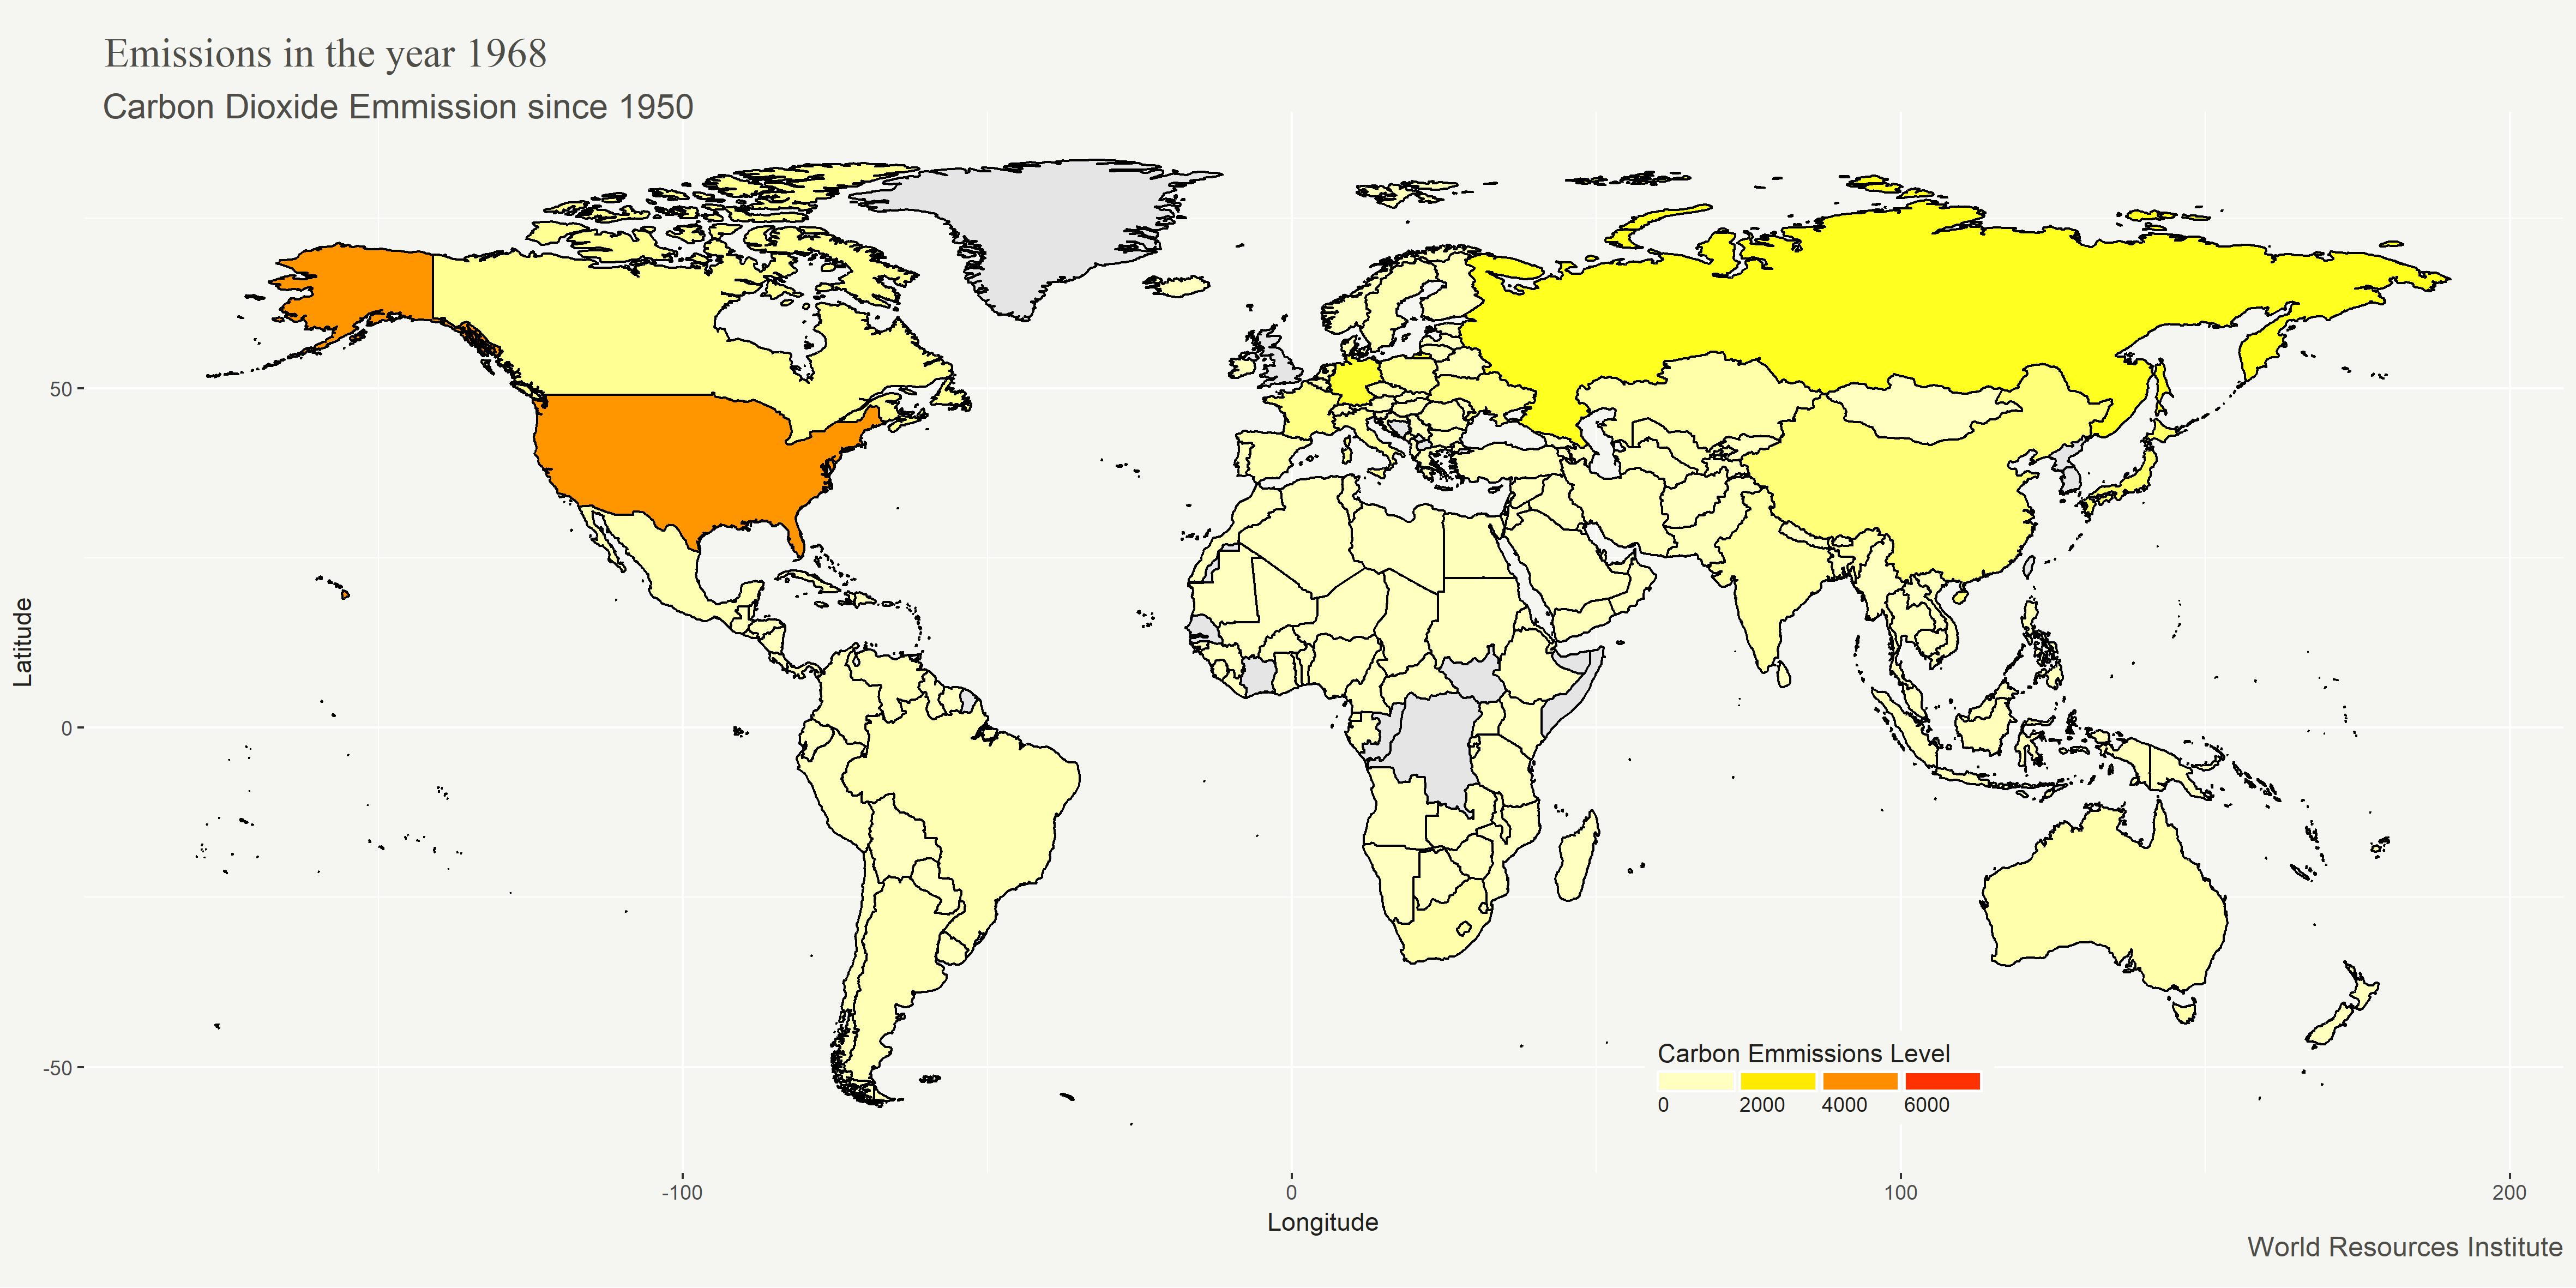 Emissions in the year 1968
Carbon Dioxide Emmission since 1950
50
0
-50
Latitude
Carbon Emmissions Level
0 2000 4000 6000
-100 0 100 200
Longitude
World Resources Institute